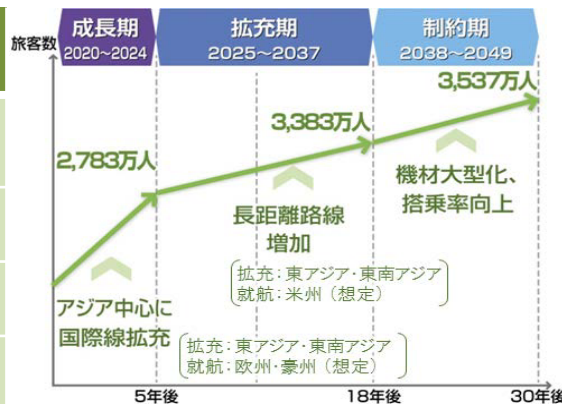 旅客数
成長期
2020～2024
拡充期
2025～2037
制約期
2038～2049
2,783万人
3,383万人
3,537万人
アジア中心に
国際線拡充
長距離路線
増加
機材大型化、
搭乗率向上
拡充：東アジア・東南アジア
就航：米州（想定）
拡充：東アジア・東南アジア
就航：欧州・豪州（想定）
5年後
18年後
30年後